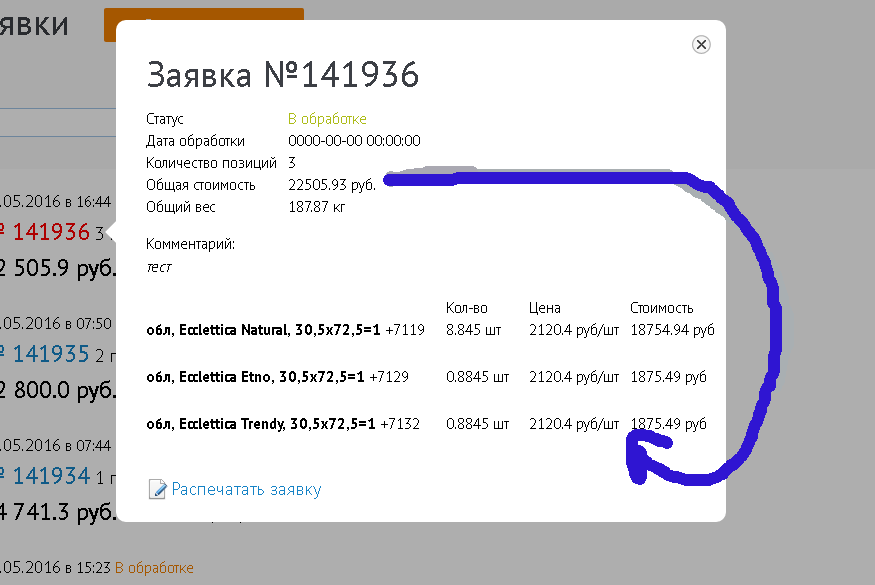 явки
Заявка №141936
Статус В обработке
Дата обработки 0000-00-00 00:00:00
Количество позиций 3
Общая стоимость 22505.93 руб.
Общий вес 187.87 кг
Комментарий:
тест
Кол-во Цена Стоимость
обл, Ecclettica Natural, 30,5x72,5=1 +7119 8.845 шт 2120.4 руб/шт 18754.94 руб
обл, Ecclettica Etno, 30,5x72,5=1 +7129 0.8845 шт 2120.4 руб/шт 1875.49 руб
обл, Ecclettica Trendy, 30,5x72,5=1 +7132 0.8845 шт 2120.4 руб/шт 1875.49 руб
Распечатать заявку
.05.2016 в 16:44
№ 141936 3
2 505.9 руб.
.05.2016 в 07:50
№ 141935 2 п
2 800.0 руб.
.05.2016 в 07:44
№ 141934 1 п
4 741.3 руб.
.05.2016 в 15:23 В обработке